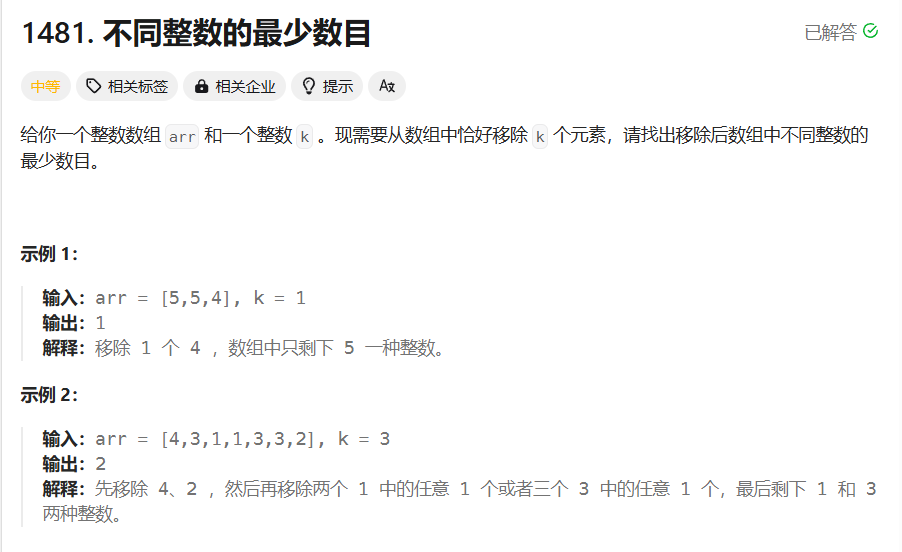 1481. 不同整数的最少数目
已解答
中等 相关标签 相关企业 提示
给你一个整数数组 arr 和一个整数 k 。现需要从数组中恰好移除 k 个元素，请找出移除后数组中不同整数的
最少数目。
示例 1：
输入：arr = [5,5,4], k = 1
输出：1
解释：移除 1 个 4 ，数组中只剩下 5 一种整数。
示例 2：
输入：arr = [4,3,1,1,3,3,2], k = 3
输出：2
解释：先移除 4、2 ，然后再移除两个 1 中的任意 1 个或者三个 3 中的任意 1 个，最后剩下 1 和 3
两种整数。